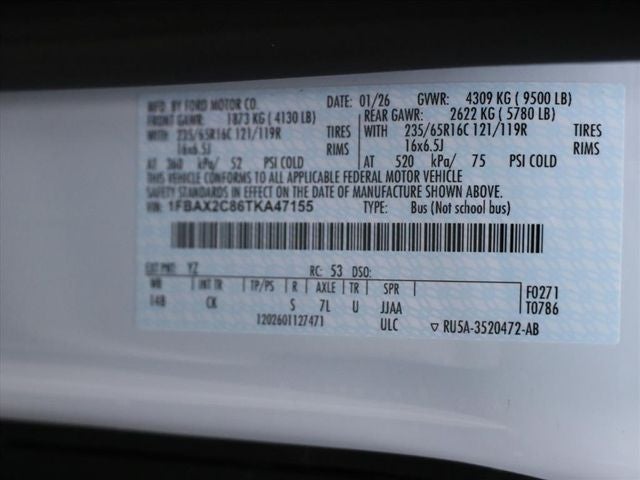 MFD. BY FORD MOTOR CO. DATE: 01/26 GVWR: 4309 KG ( 9500 LB)
FRONT GAWR: 1873 KG ( 4130 LB) REAR GAWR: 2622 KG ( 5780 LB)
WITH 235/65R16C 121/119R TIRES WITH 235/65R16C 121/119R TIRES
16x6.5J RIMS 16x6.5J RIMS
AT 360 kPa/ 52 PSI COLD AT 520 kPa/ 75 PSI COLD
THIS VEHICLE CONFORMS TO ALL APPLICABLE FEDERAL MOTOR VEHICLE
SAFETY STANDARDS IN EFFECT ON THE DATE OF MANUFACTURE SHOWN ABOVE.
VIN: 1FBAX2C86TKA47155 TYPE: Bus (Not school bus)
EXT PNT: YZ RC: 53 DSO:
WB INT TR TP/PS R AXLE TR SPR F0271
148 CK S 7L U JJAA T0786
1202601127471 ULC ▽ RU5A-3520472-AB